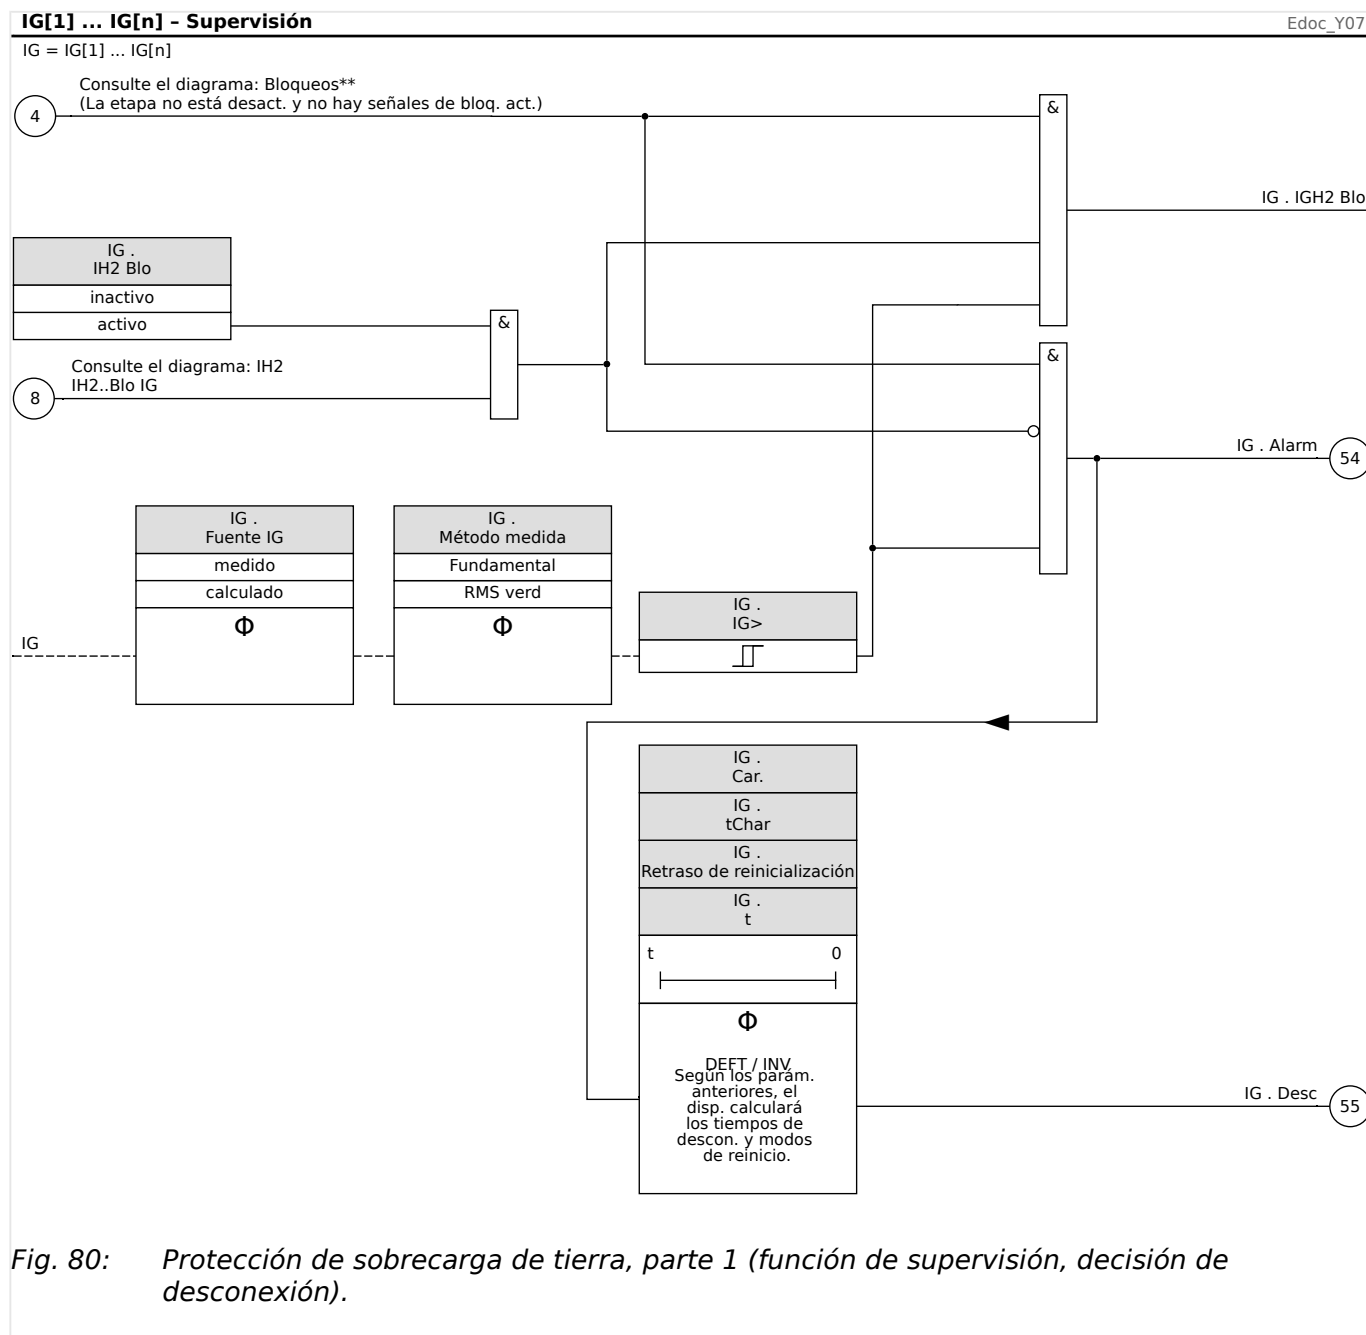 IG[1] ... IG[n] – Supervisión
Edoc_Y07
IG = IG[1] ... IG[n]
Consulte el diagrama: Bloqueos**
(La etapa no está desact. y no hay señales de bloq. act.)
4
&
IG . IGH2 Blo
IG .
IH2 Blo
inactivo
activo
&
Consulte el diagrama: IH2
IH2..Blo IG
8
&
IG . Alarm
54
IG .
Fuente IG
medido
calculado
Φ
IG .
Método medida
Fundamental
RMS verd
Φ
IG .
IG>
IG
IG .
Car.
IG .
tChar
IG .
Retraso de reinicialización
IG .
t
t 0
Φ
DEFT / INV
Según los parám.
anteriores, el
disp. calculará
los tiempos de
descon. y modos
de reinicio.
IG . Desc
55
Fig. 80: Protección de sobrecarga de tierra, parte 1 (función de supervisión, decisión de
desconexión).